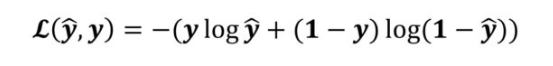 ℒ(ŷ, y) = −(y log ŷ + (1 − y) log(1 − ŷ))